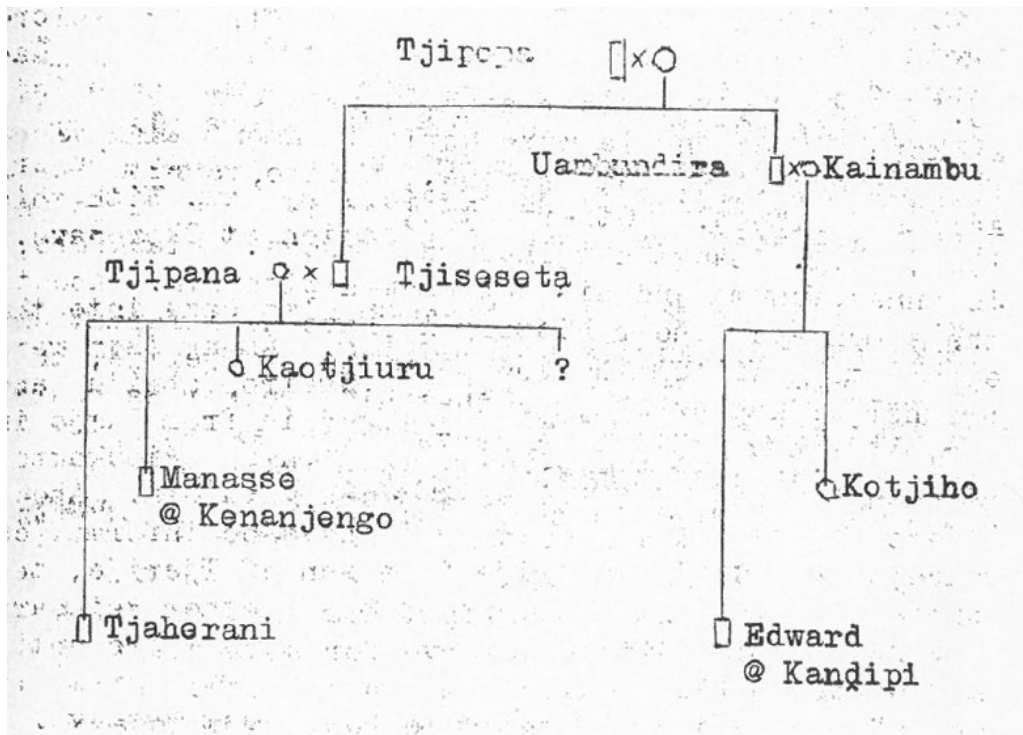 x
Uambundira x Kainambu
Tjipana x Tjiseseta
Kaotjiuru ?
Manasse
@ Kenanjengo
Kotjiho
Tjaherani
Edward
@ Kandipi